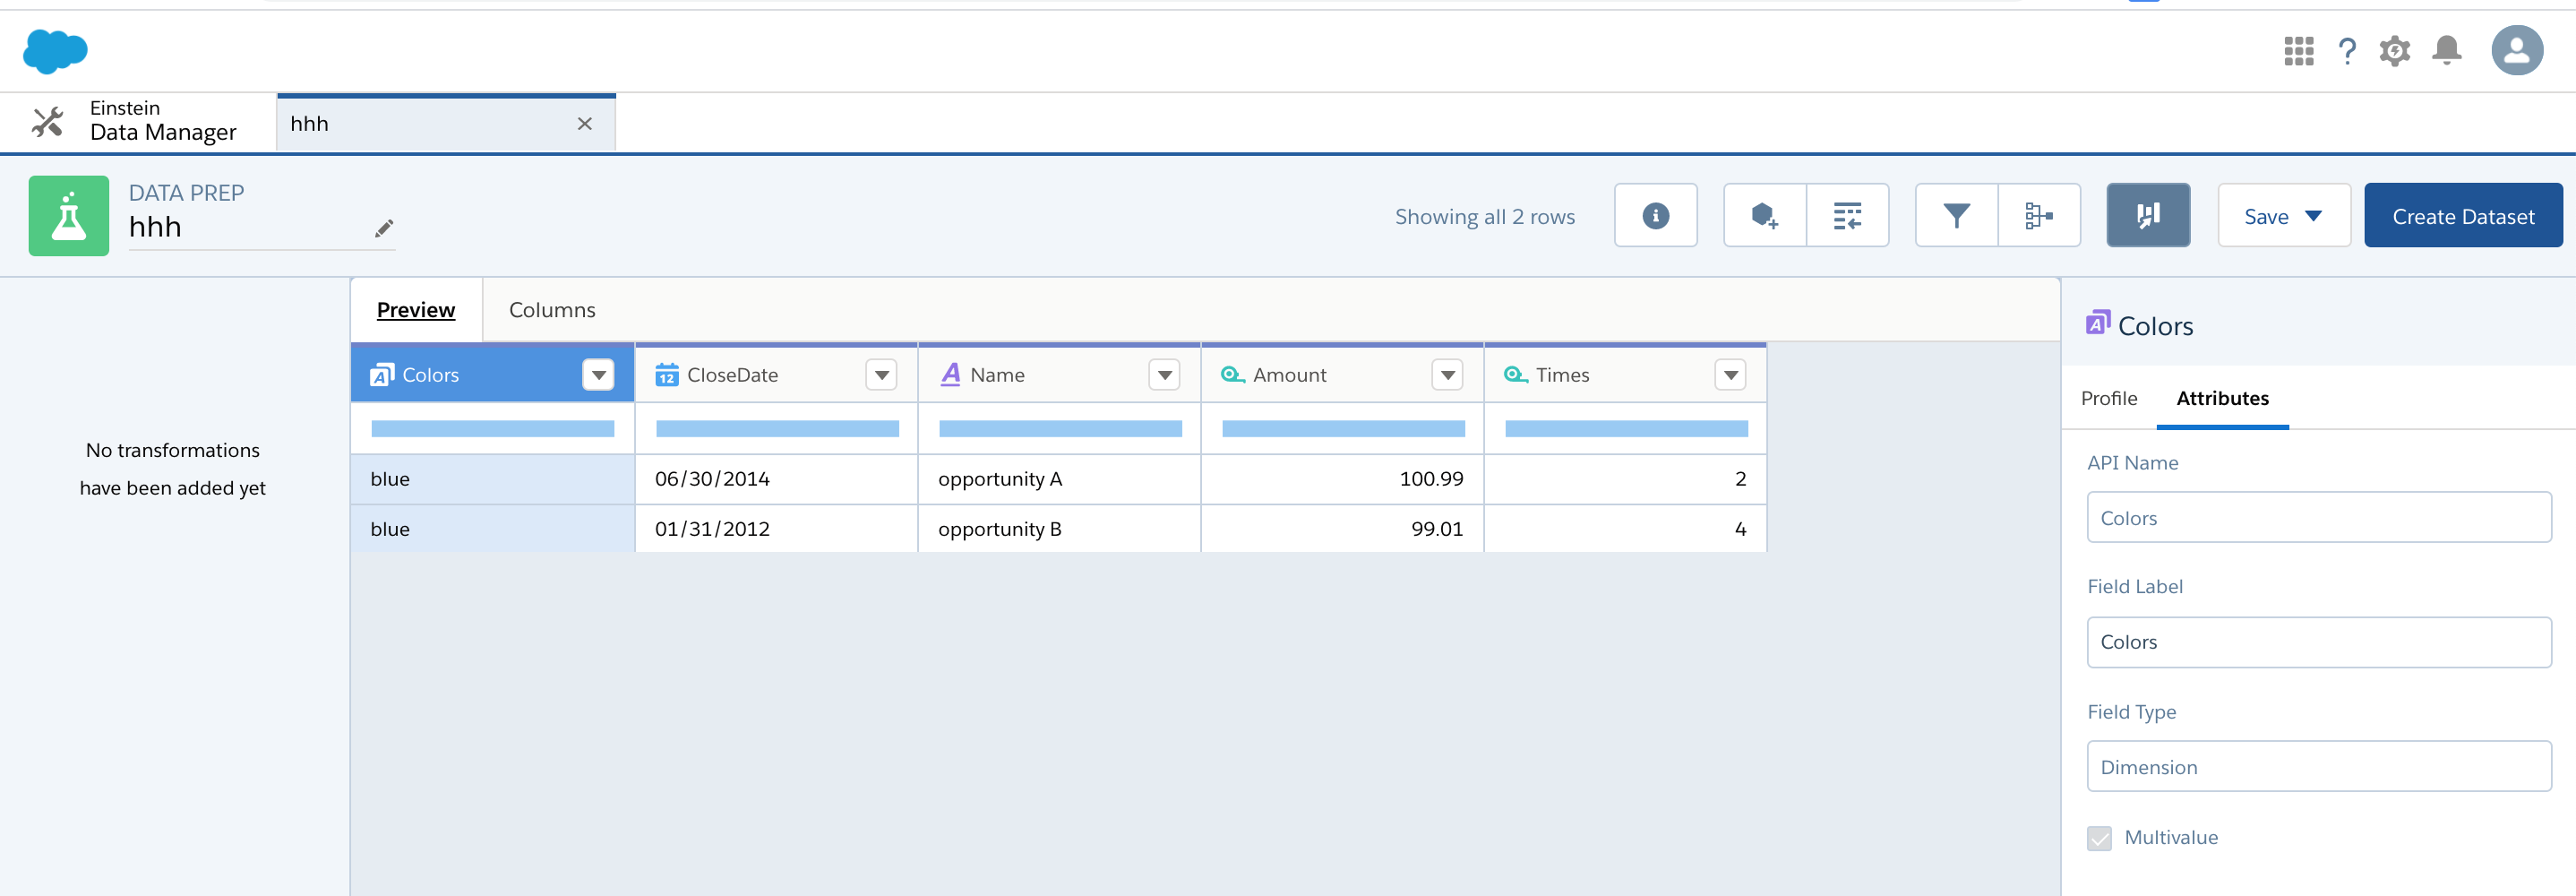 Einstein
Data Manager
hhh
DATA PREP
hhh
Showing all 2 rows
Save
Create Dataset
No transformations
have been added yet
Preview Columns
Colors 12 CloseDate Name Amount Times
blue 06/30/2014 opportunity A 100.99 2
blue 01/31/2012 opportunity B 99.01 4
Colors
Profile Attributes
API Name
Colors
Field Label
Colors
Field Type
Dimension
Multivalue